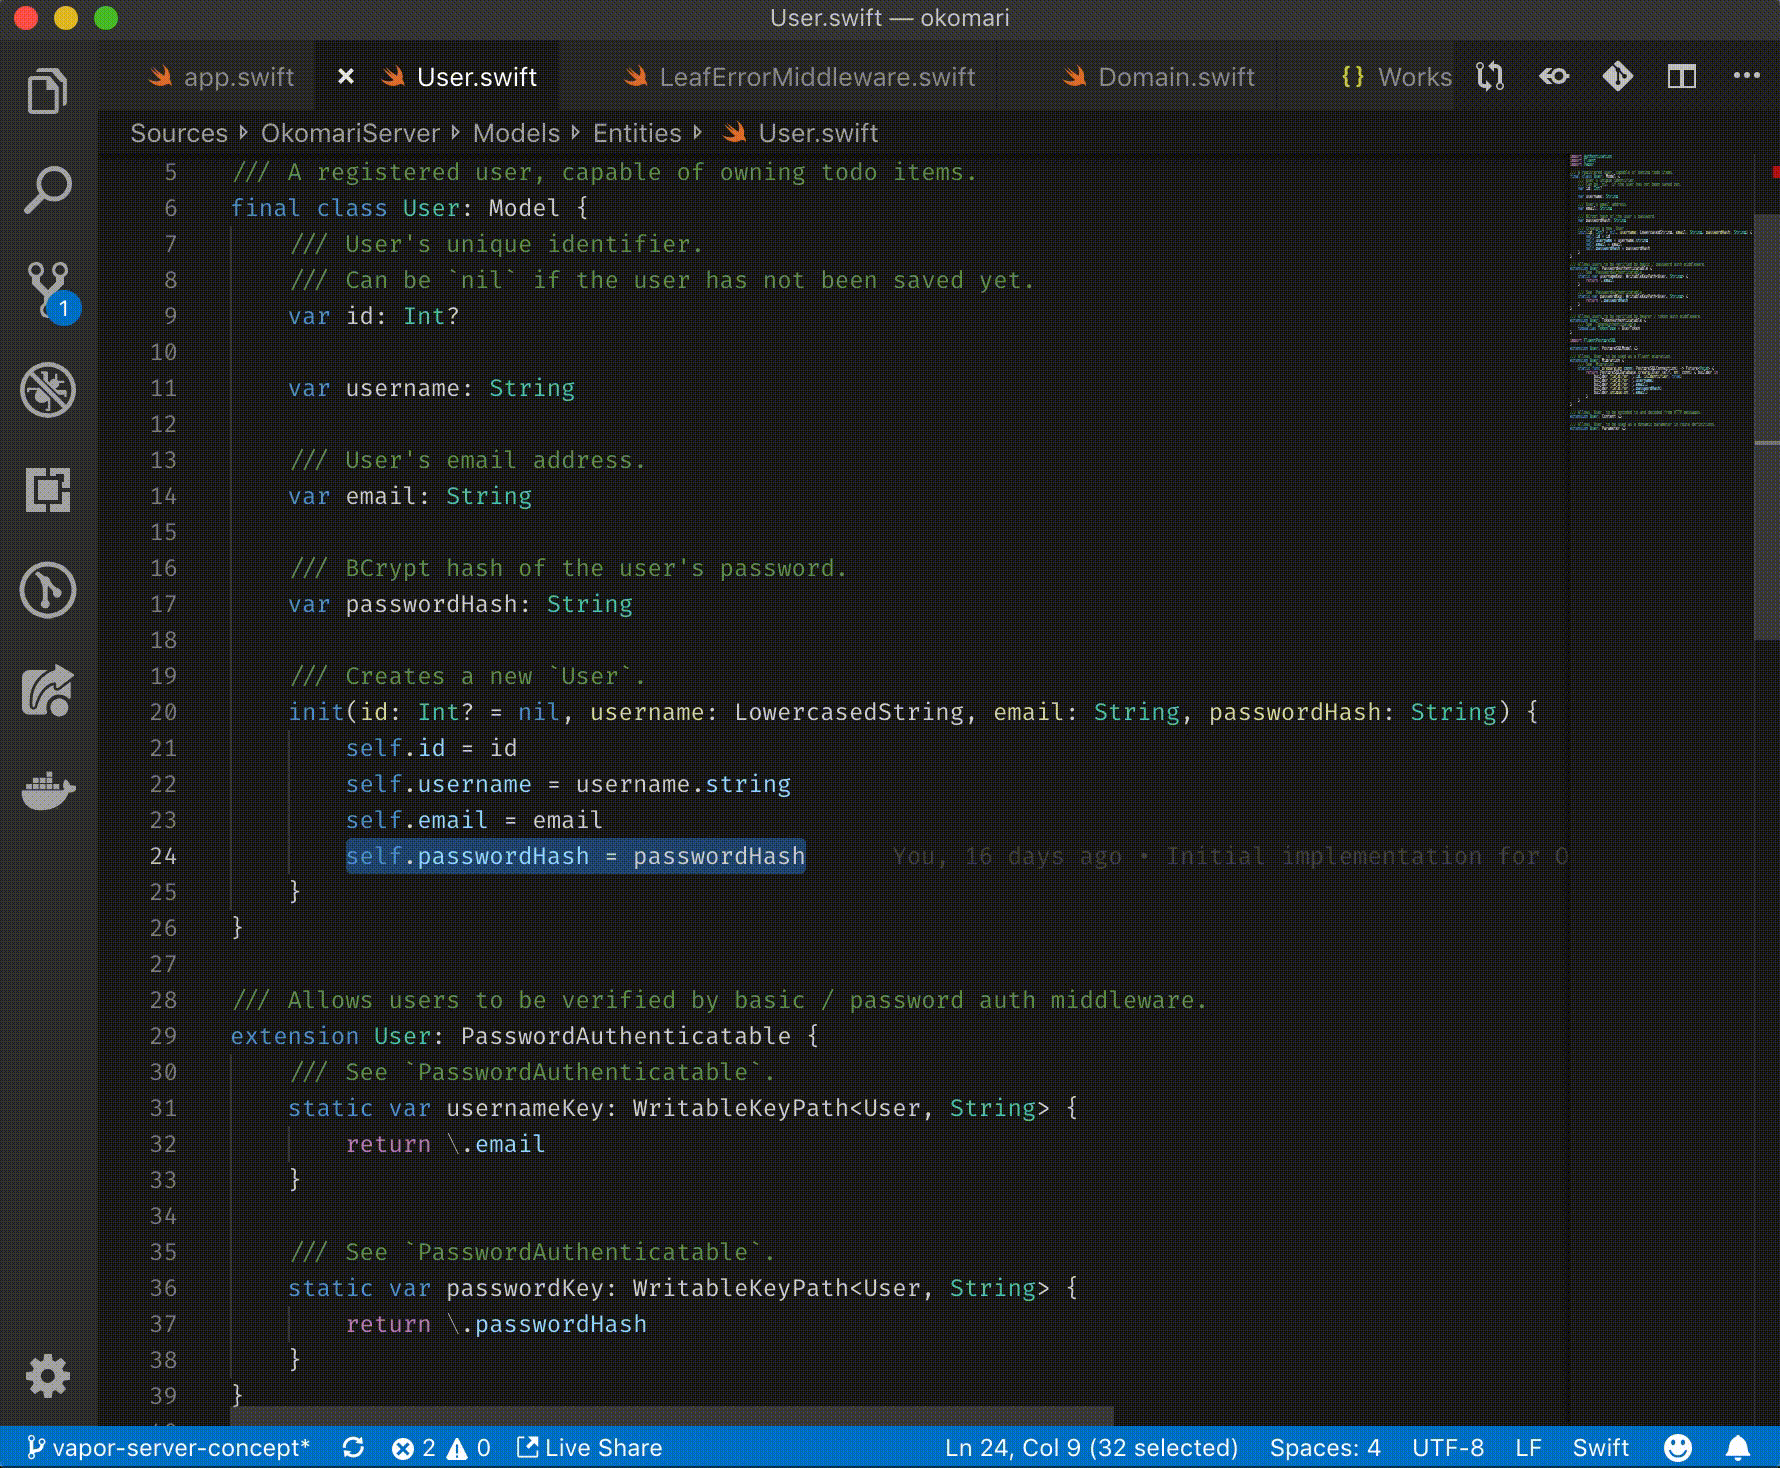 User.swift — okomari
app.swift × User.swift LeafErrorMiddleware.swift Domain.swift {} Works
Sources Okomari​Server Models Entities User.swift
5 /// A registered user, capable of owning todo items.
6 final class User: Model {
7     /// User's unique identifier.
8     /// Can be `nil` if the user has not been saved yet.
9     var id: Int?
10
11     var username: String
12
13     /// User's email address.
14     var email: String
15
16     /// BCrypt hash of the user's password.
17     var passwordHash: String
18
19     /// Creates a new `User`.
20     init(id: Int? = nil, username: LowercasedString, email: String, passwordHash: String) {
21         self.id = id
22         self.username = username.string
23         self.email = email
24         self.passwordHash = passwordHash You, 16 days ago • Initial implementation for O
25     }
26 }
27
28 /// Allows users to be verified by basic / password auth middleware.
29 extension User: PasswordAuthenticatable {
30     /// See `PasswordAuthenticatable`.
31     static var usernameKey: WritableKeyPath<User, String> {
32         return \.email
33     }
34
35     /// See `PasswordAuthenticatable`.
36     static var passwordKey: WritableKeyPath<User, String> {
37         return \.passwordHash
38     }
39 }
1
vapor-server-concept* 2 0 Live Share Ln 24, Col 9 (32 selected) Spaces: 4 UTF-8 LF Swift